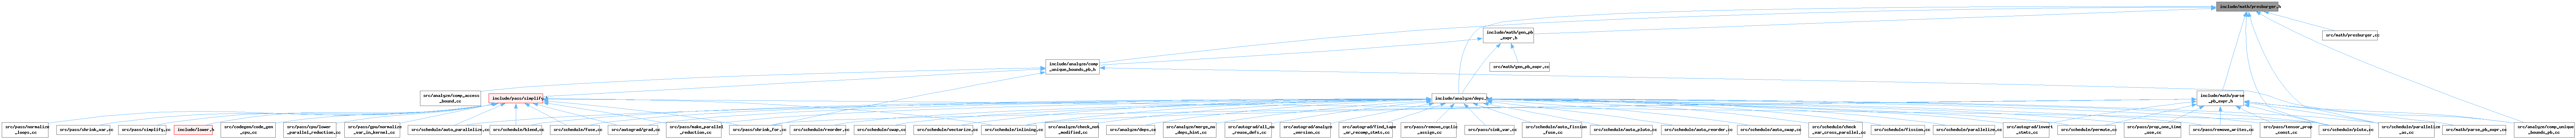 include/math/presburger.h
include/math/gen_pb
_expr.h
src/math/presburger.cc
include/analyze/comp
_unique_bounds_pb.h
src/math/gen_pb_expr.cc
src/analyze/comp_access
_bound.cc
include/pass/simplify.h
include/analyze/deps.h
include/math/parse
_pb_expr.h
src/pass/normalize
_loops.cc
src/pass/shrink_var.cc
src/pass/simplify.cc
include/lower.h
src/codegen/code_gen
_cpu.cc
src/pass/cpu/lower
_parallel_reduction.cc
src/pass/gpu/normalize
_var_in_kernel.cc
src/schedule/auto_parallelize.cc
src/schedule/blend.cc
src/schedule/fuse.cc
src/autograd/grad.cc
src/pass/make_parallel
_reduction.cc
src/pass/shrink_for.cc
src/schedule/reorder.cc
src/schedule/swap.cc
src/schedule/vectorize.cc
src/schedule/inlining.cc
src/analyze/check_not
_modified.cc
src/analyze/deps.cc
src/analyze/merge_no
_deps_hint.cc
src/autograd/all_no
_reuse_defs.cc
src/autograd/analyze
_version.cc
src/autograd/find_tape
_or_recomp_stmts.cc
src/pass/remove_cyclic
_assign.cc
src/pass/sink_var.cc
src/schedule/auto_fission
_fuse.cc
src/schedule/auto_pluto.cc
src/schedule/auto_reorder.cc
src/schedule/auto_swap.cc
src/schedule/check
_var_cross_parallel.cc
src/schedule/fission.cc
src/schedule/parallelize.cc
src/autograd/invert
_stmts.cc
src/schedule/permute.cc
src/pass/prop_one_time
_use.cc
src/pass/remove_writes.cc
src/pass/tensor_prop
_const.cc
src/schedule/pluto.cc
src/schedule/parallelize
_as.cc
src/math/parse_pb_expr.cc
src/analyze/comp_unique
_bounds_pb.cc